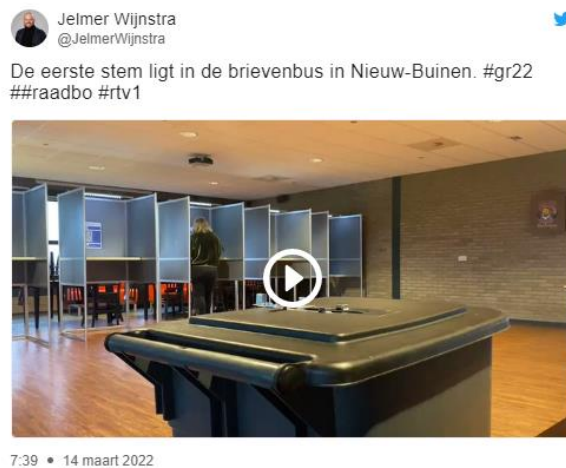 Jelmer Wijnstra
@JelmerWijnstra
De eerste stem ligt in de brievenbus in Nieuw-Buinen. #gr22
##raadbo #rtv1
7:39 • 14 maart 2022